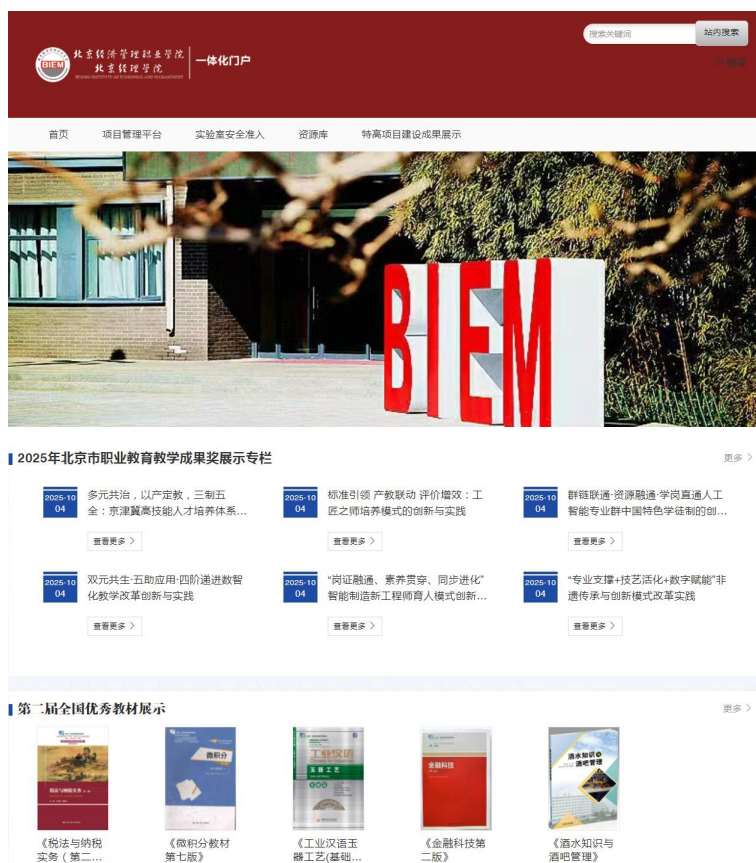 搜索关键词
站内搜索
BIEM
北京经济管理职业学院
北京经理学院
BEIJING INSTITUTE OF ECONOMICS AND MANAGEMENT
一体化门户
首页 项目管理平台 实验室安全准入 资源库 特高项目建设成果展示
BIEM
2025年北京市职业教育教学成果奖展示专栏
更多
2025-10
04
多元共治，以产定教，三制五
全：京津冀高技能人才培养体系...
查看更多
2025-10
04
标准引领 产教联动 评价增效：工
匠之师培养模式的创新与实践
查看更多
2025-10
04
群链联通·资源融通·学岗直通人工
智能专业群中国特色学徒制的创...
查看更多
2025-10
04
双元共生·五助应用·四阶递进数智
化教学改革创新与实践
查看更多
2025-10
04
“岗证融通、素养贯穿、同步进化”
智能制造新工程师育人模式创新...
查看更多
2025-10
04
“专业支撑+技艺活化+数字赋能”非
遗传承与创新模式改革实践
查看更多
第二届全国优秀教材展示
更多
税法与纳税实务
微积分
工业汉语
玉器工艺
金融科技
酒水知识与
酒吧管理
《税法与纳税
实务（第二...
《微积分教材
第七版》
《工业汉语玉
器工艺(基础...
《金融科技第
二版》
《酒水知识与
酒吧管理》